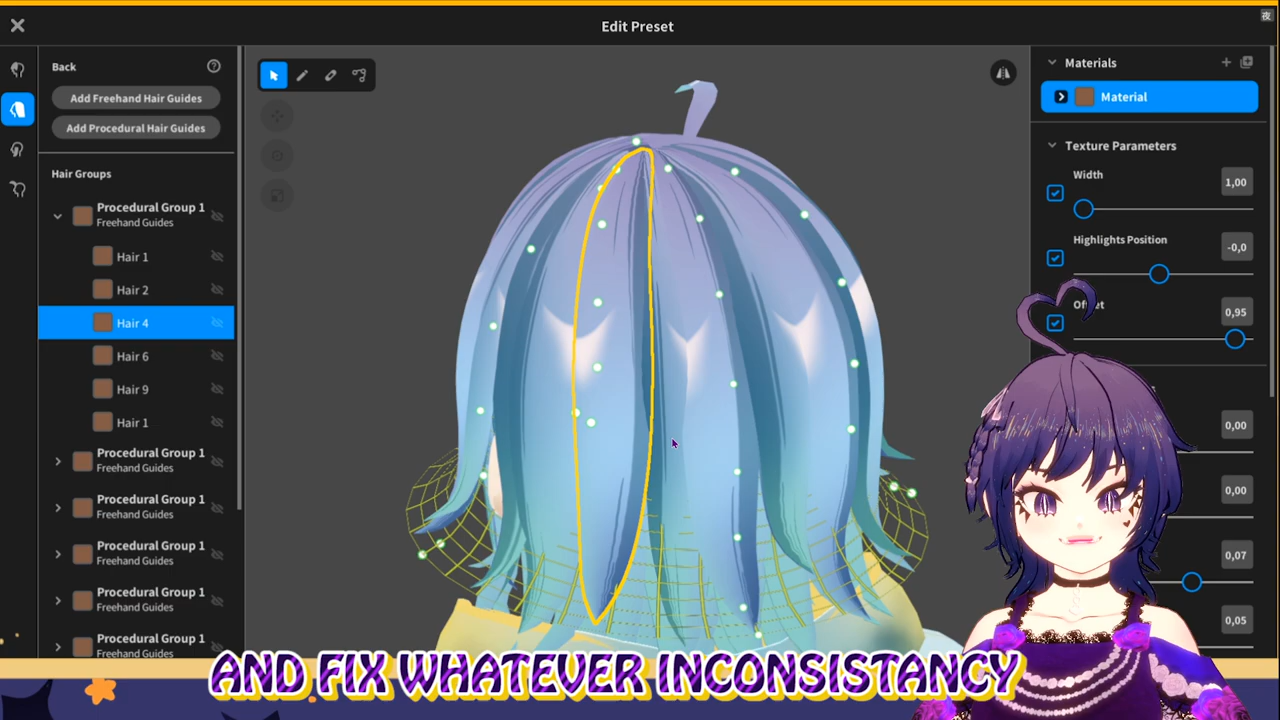 Edit Preset
夜
Back
Add Freehand Hair Guides
Add Procedural Hair Guides
Hair Groups
Procedural Group 1
Freehand Guides
Hair 1
Hair 2
Hair 4
Hair 6
Hair 9
Hair 1
Procedural Group 1
Freehand Guides
Procedural Group 1
Freehand Guides
Procedural Group 1
Freehand Guides
Procedural Group 1
Freehand Guides
Procedural Group 1
Materials
Material
Texture Parameters
Width
1,00
Highlights Position
-0,0
0,95
0,00
0,00
0,07
0,05
AND FIX WHATEVER INCONSISTANCY